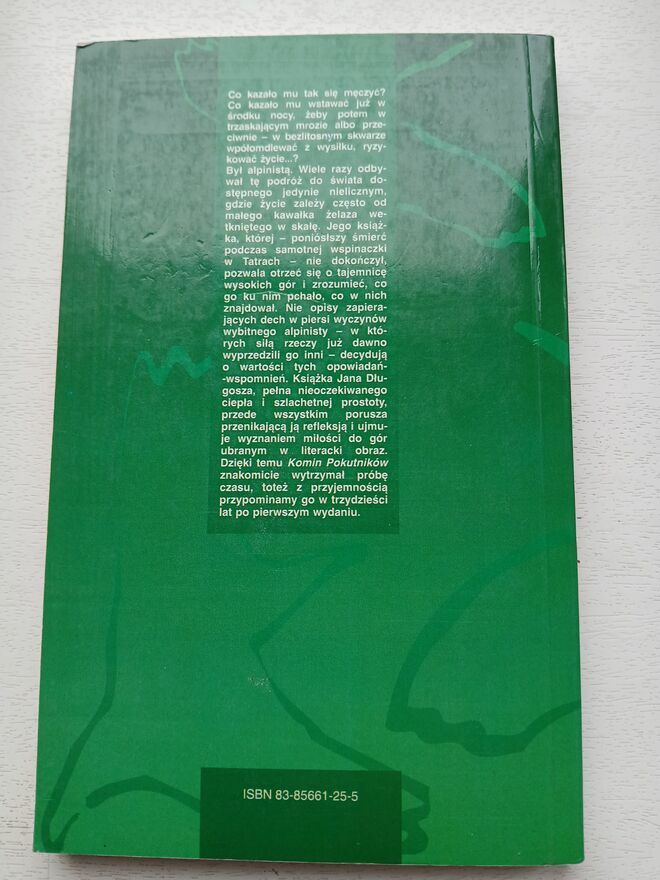 Co kazało mu tak się męczyć?
Co kazało mu wstawać już w
środku nocy, żeby potem w
trzaskającym mrozie albo prze-
ciwnie – w bezlitosnym skwarze
wpółomdlewać z wysiłku, ryzy-
kować życie...?
Był alpinistą. Wiele razy odby-
wał tę podróż do świata do-
stępnego jedynie nielicznym,
gdzie życie zależy często od
małego kawałka żelaza we-
tkniętego w skałę. Jego książ-
ka, której – poniósłszy śmierć
podczas samotnej wspinaczki
w Tatrach – nie dokończył,
pozwala otrzeć się o tajemnicę
wysokich gór i zrozumieć, co
go ku nim pchało, co w nich
znajdował. Nie opisy zapiera-
jących dech w piersi wyczynów
wybitnego alpinisty – w któ-
rych siłą rzeczy już dawno
wyprzedzili go inni – decydują
o wartości tych opowiadań-
-wspomnień. Książka Jana Dłu-
gosza, pełna nieoczekiwanego
ciepła i szlachetnej prostoty,
przede wszystkim porusza
przenikającą ją refleksją i ujmu-
je wyznaniem miłości do gór
ubranym w literacki obraz.
Dzięki temu Komin Pokutników
znakomicie wytrzymał próbę
czasu, toteż z przyjemnością
przypominamy go w trzydzieści
lat po pierwszym wydaniu.
ISBN 83-85661-25-5